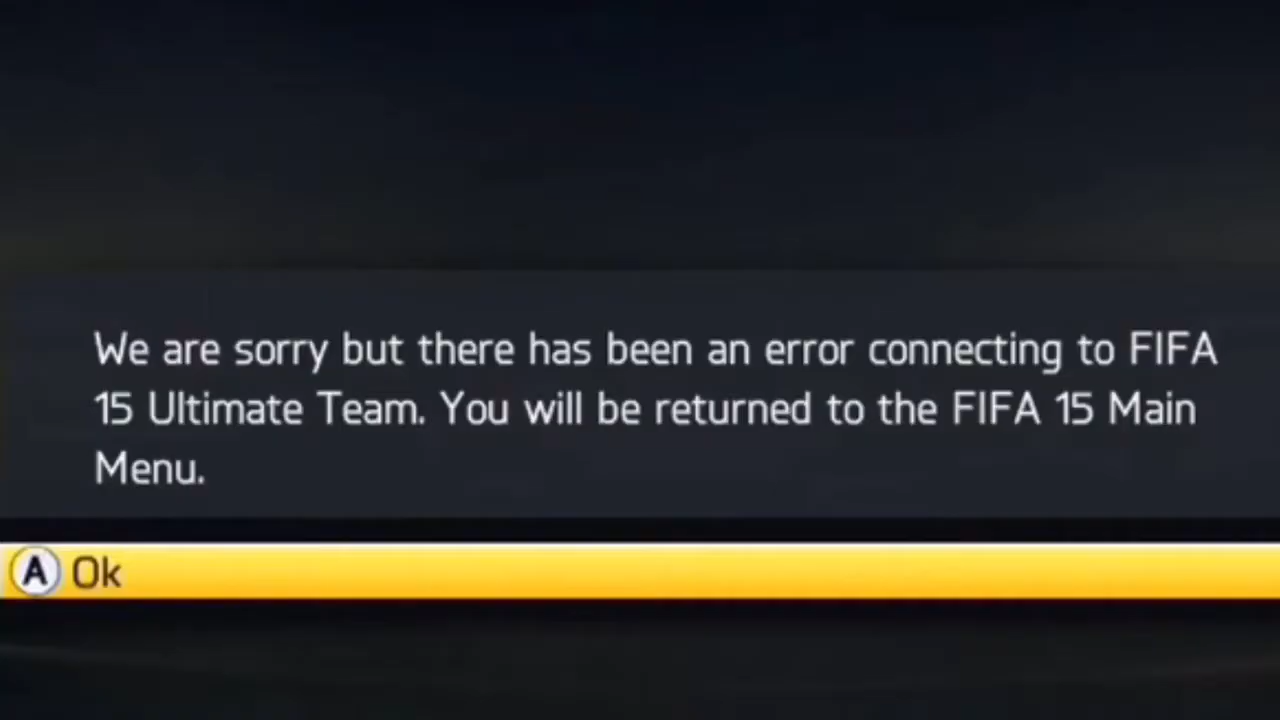 We are sorry but there has been an error connecting to FIFA
15 Ultimate Team. You will be returned to the FIFA 15 Main
Menu.
A Ok